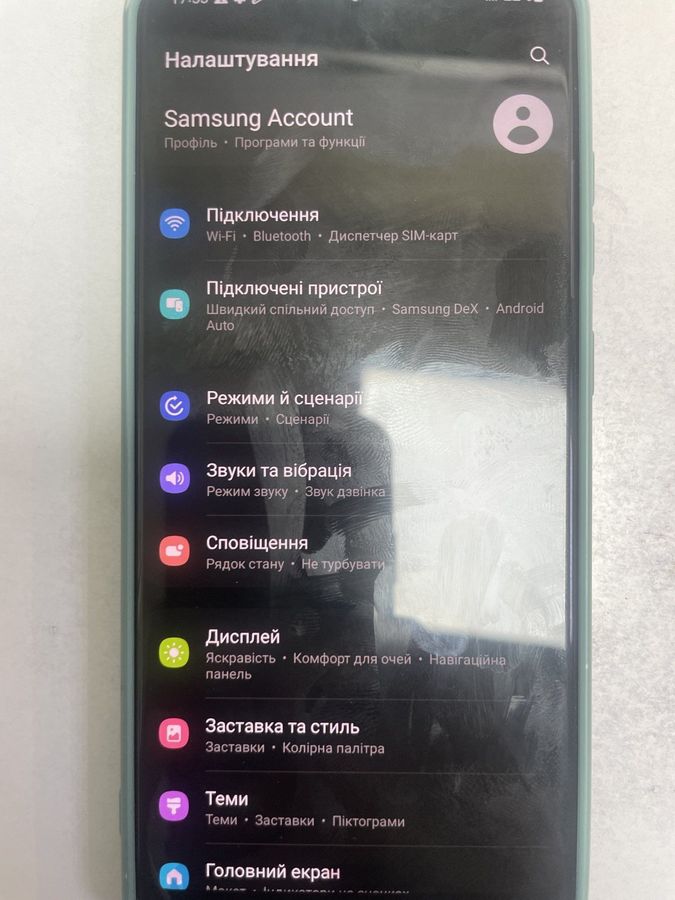 Налаштування
Samsung Account
Профіль • Програми та функції
Підключення
Wi-Fi • Bluetooth • Диспетчер SIM-карт
Підключені пристрої
Швидкий спільний доступ • Samsung DeX • Android
Auto
Режими й сценарії
Режими • Сценарії
Звуки та вібрація
Режим звуку • Звук дзвінка
Сповіщення
Рядок стану • Не турбувати
Дисплей
Яскравість • Комфорт для очей • Навігаційна
панель
Заставка та стиль
Заставки • Колірна палітра
Теми
Теми • Заставки • Піктограми
Головний екран